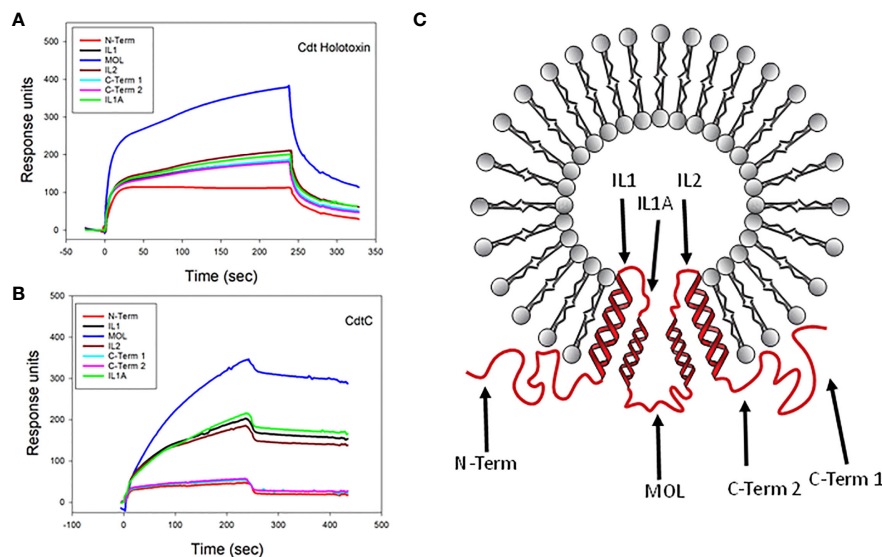 A
N-Term
IL1
MOL
IL2
C-Term 1
C-Term 2
IL1A
Cdt Holotoxin
Response units
500
400
300
200
100
0
-50 0 50 100 150 200 250 300 350
Time (sec)
B
N-Term
IL1
MOL
IL2
C-Term 1
C-Term 2
IL1A
CdtC
Response units
500
400
300
200
100
0
-100 0 100 200 300 400 500
Time (sec)
C
IL1
IL1A
IL2
N-Term
MOL
C-Term 2
C-Term 1